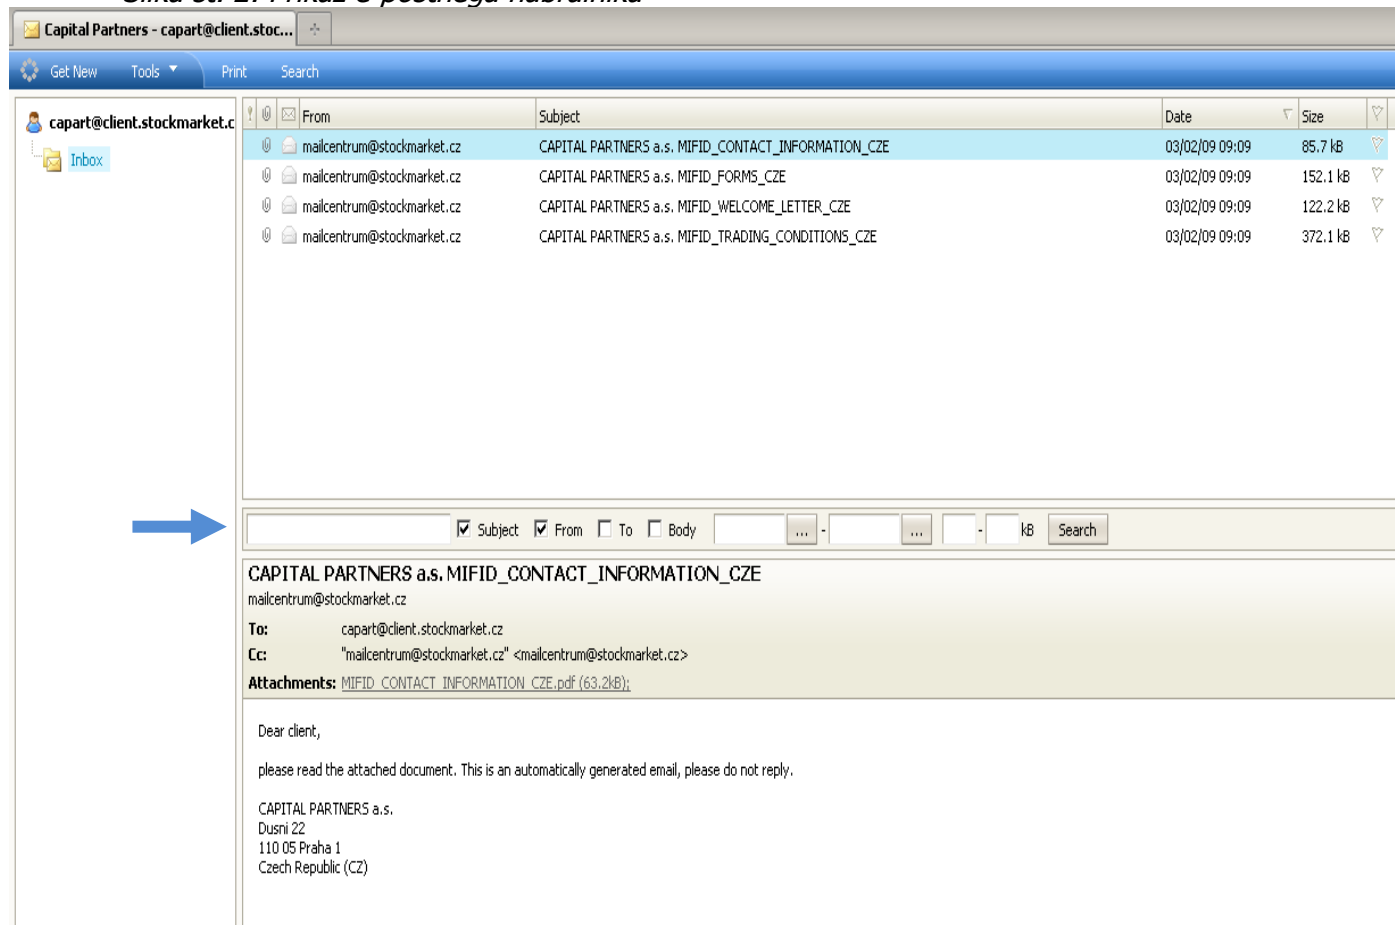 Slika št. 2: Prikaz e-poštnega nabiralnika
Capital Partners - capart@client.stoc...
Get New Tools Print Search
capart@client.stockmarket.c
Inbox
From Subject Date Size
mailcentrum@stockmarket.cz CAPITAL PARTNERS a.s. MIFID_CONTACT_INFORMATION_CZE 03/02/09 09:09 85.7 kB
mailcentrum@stockmarket.cz CAPITAL PARTNERS a.s. MIFID_FORMS_CZE 03/02/09 09:09 152.1 kB
mailcentrum@stockmarket.cz CAPITAL PARTNERS a.s. MIFID_WELCOME_LETTER_CZE 03/02/09 09:09 122.2 kB
mailcentrum@stockmarket.cz CAPITAL PARTNERS a.s. MIFID_TRADING_CONDITIONS_CZE 03/02/09 09:09 372.1 kB
Subject From To Body ... - ... - kB Search
CAPITAL PARTNERS a.s. MIFID_CONTACT_INFORMATION_CZE
mailcentrum@stockmarket.cz
To: capart@client.stockmarket.cz
Cc: "mailcentrum@stockmarket.cz" <mailcentrum@stockmarket.cz>
Attachments: MIFID_CONTACT_INFORMATION_CZE.pdf (63.2kB);
Dear client,
please read the attached document. This is an automatically generated email, please do not reply.
CAPITAL PARTNERS a.s.
Dusni 22
110 05 Praha 1
Czech Republic (CZ)